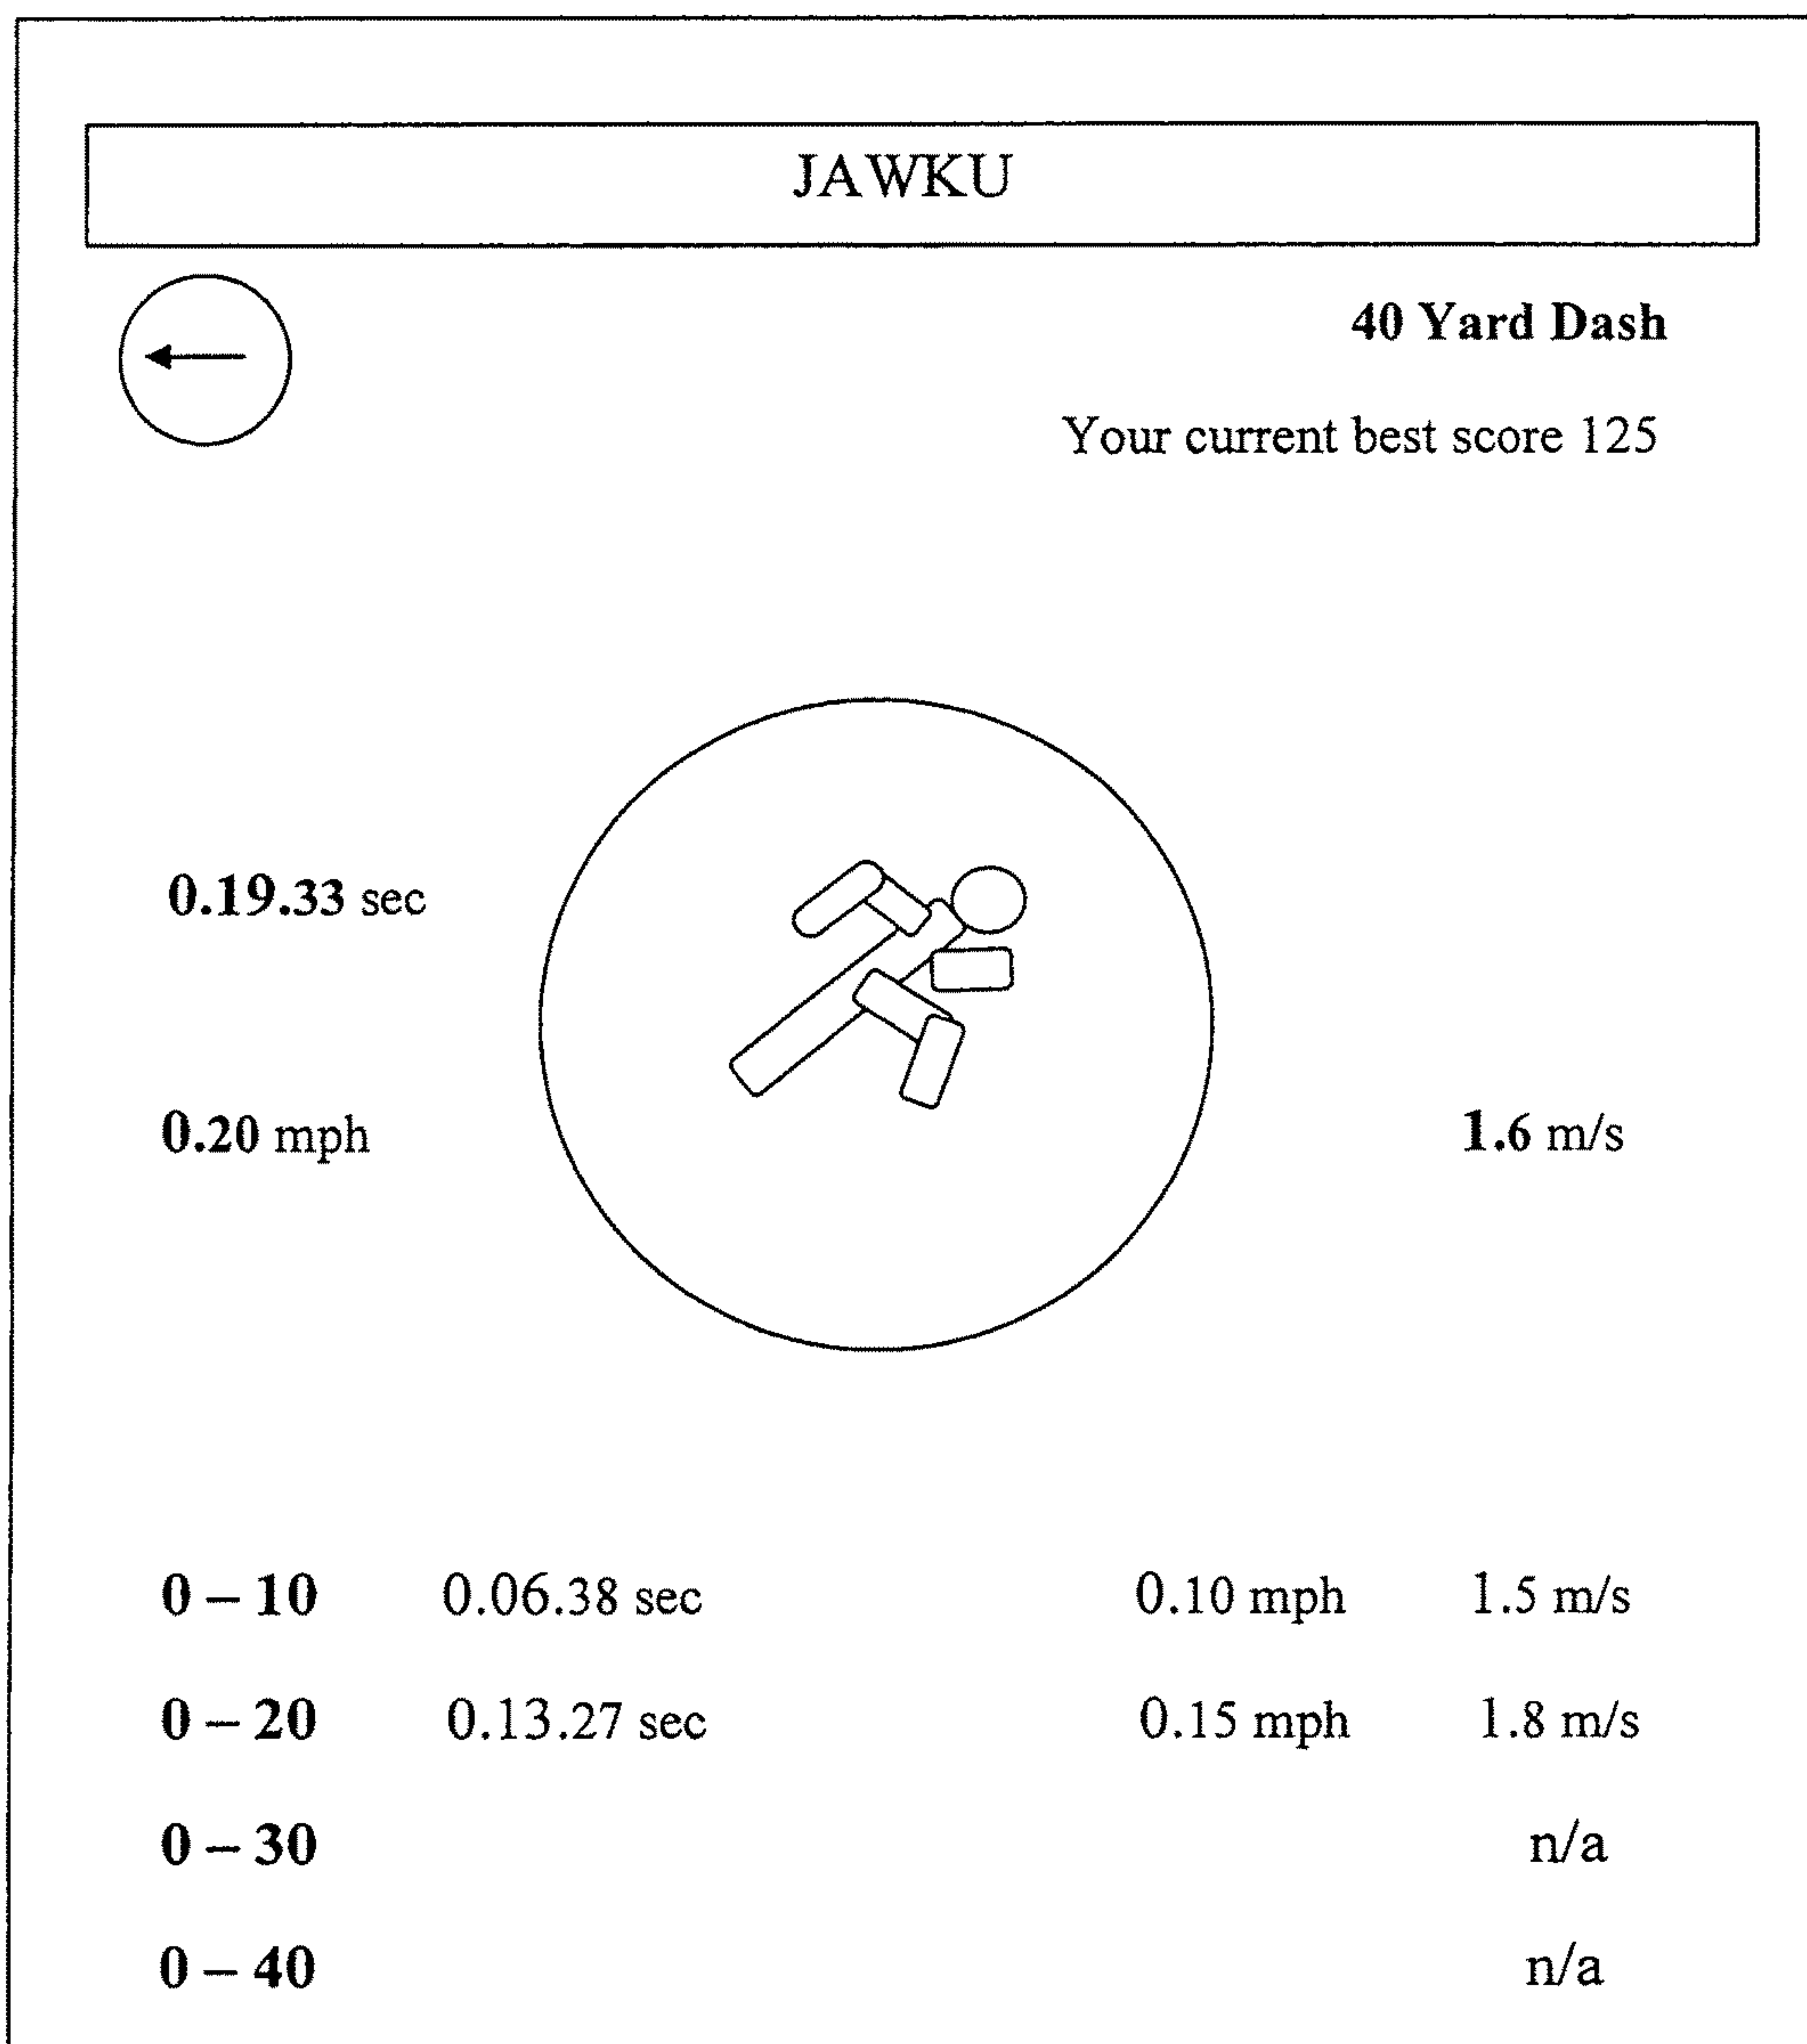 JAWKU
40 Yard Dash
Your current best score 125
0.19.33 sec
0.20 mph 1.6 m/s
0 – 10 0.06.38 sec 0.10 mph 1.5 m/s
0 – 20 0.13.27 sec 0.15 mph 1.8 m/s
0 – 30 n/a
0 – 40 n/a